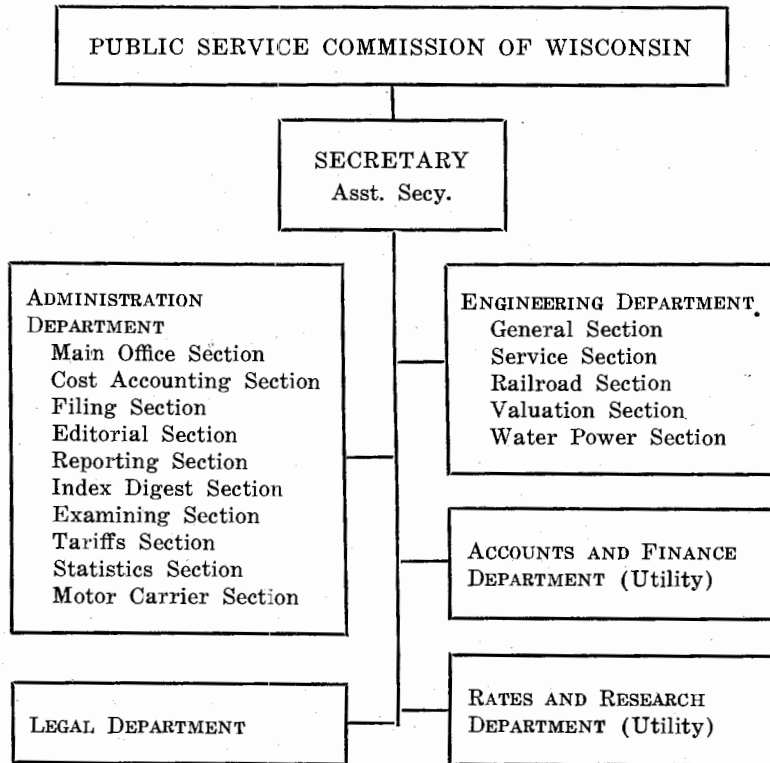 PUBLIC SERVICE COMMISSION OF WISCONSIN
SECRETARY
Asst. Secy.
ADMINISTRATION
DEPARTMENT
Main Office Section
Cost Accounting Section
Filing Section
Editorial Section
Reporting Section
Index Digest Section
Examining Section
Tariffs Section
Statistics Section
Motor Carrier Section
ENGINEERING DEPARTMENT
General Section
Service Section
Railroad Section
Valuation Section
Water Power Section
ACCOUNTS AND FINANCE
DEPARTMENT (Utility)
LEGAL DEPARTMENT
RATES AND RESEARCH
DEPARTMENT (Utility)